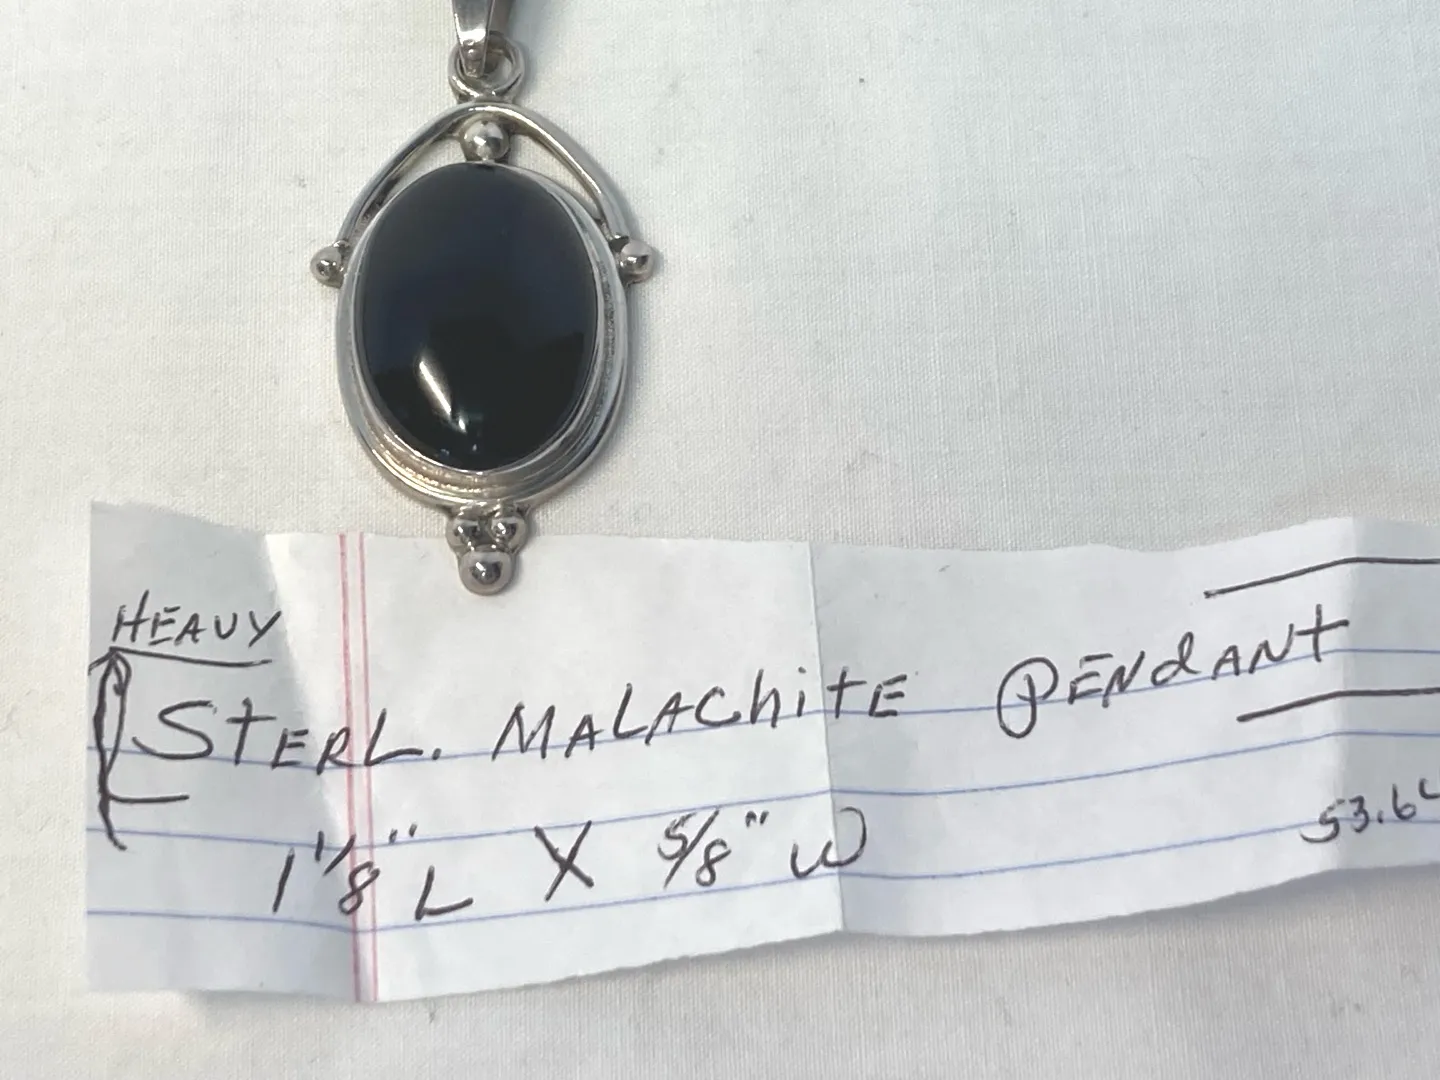 HEAVY
STERL. MALAChiTE PENdANT
1 1/8" L X 5/8" W